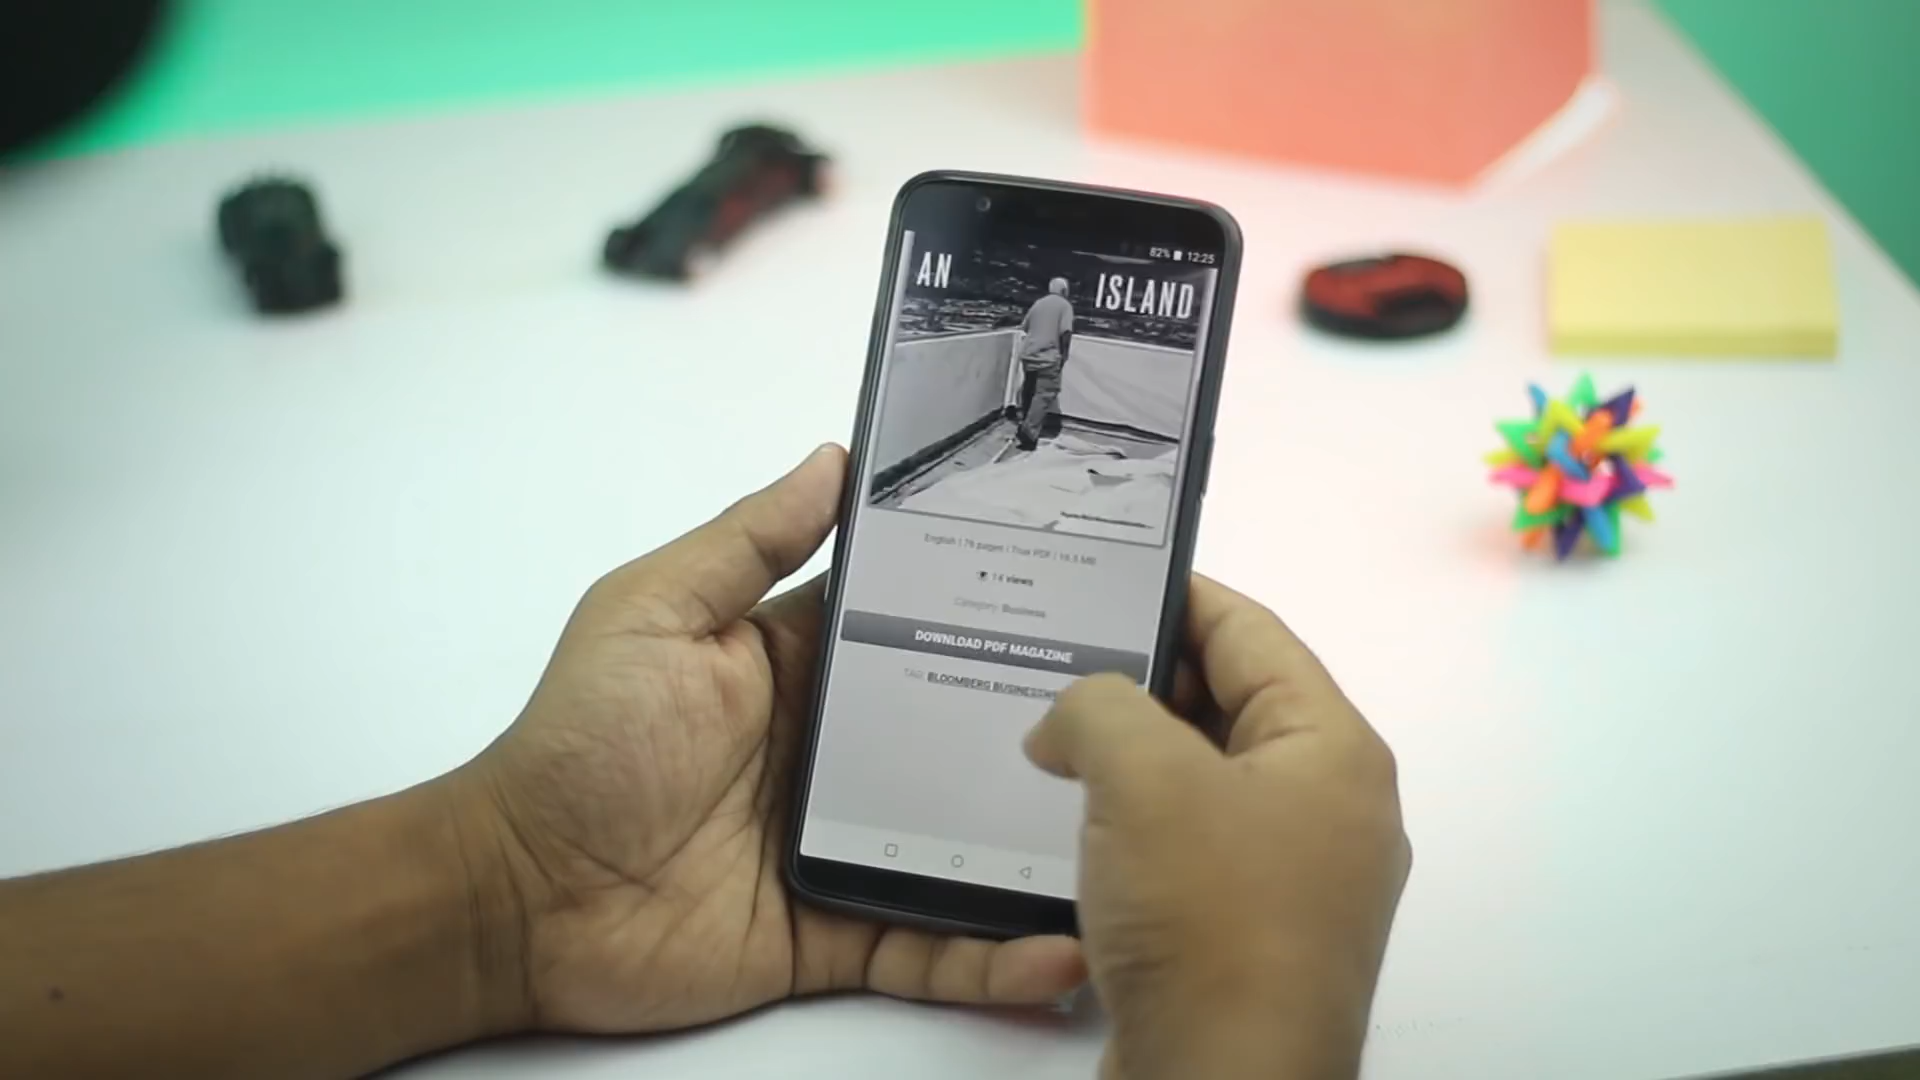 82% 12:25
AN ISLAND
English | 76 pages | True PDF | 16.5 MB
14 views
Category: Business
DOWNLOAD PDF MAGAZINE
TAG: BLOOMBERG